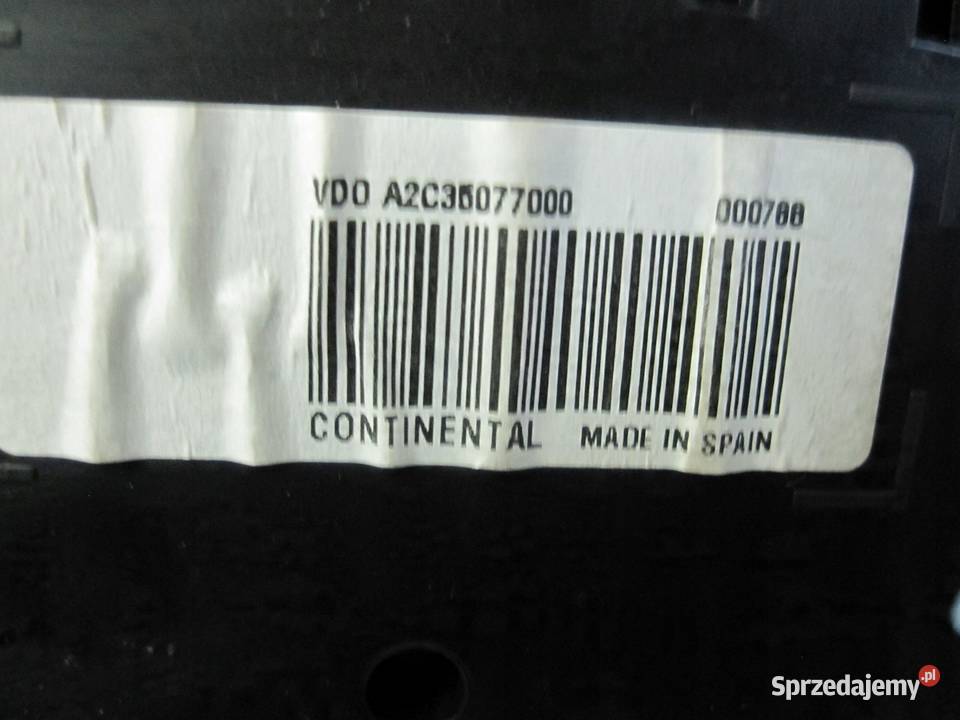 VDO A2C35077000 000788
CONTINENTAL MADE IN SPAIN
Sprzedajemy.pl